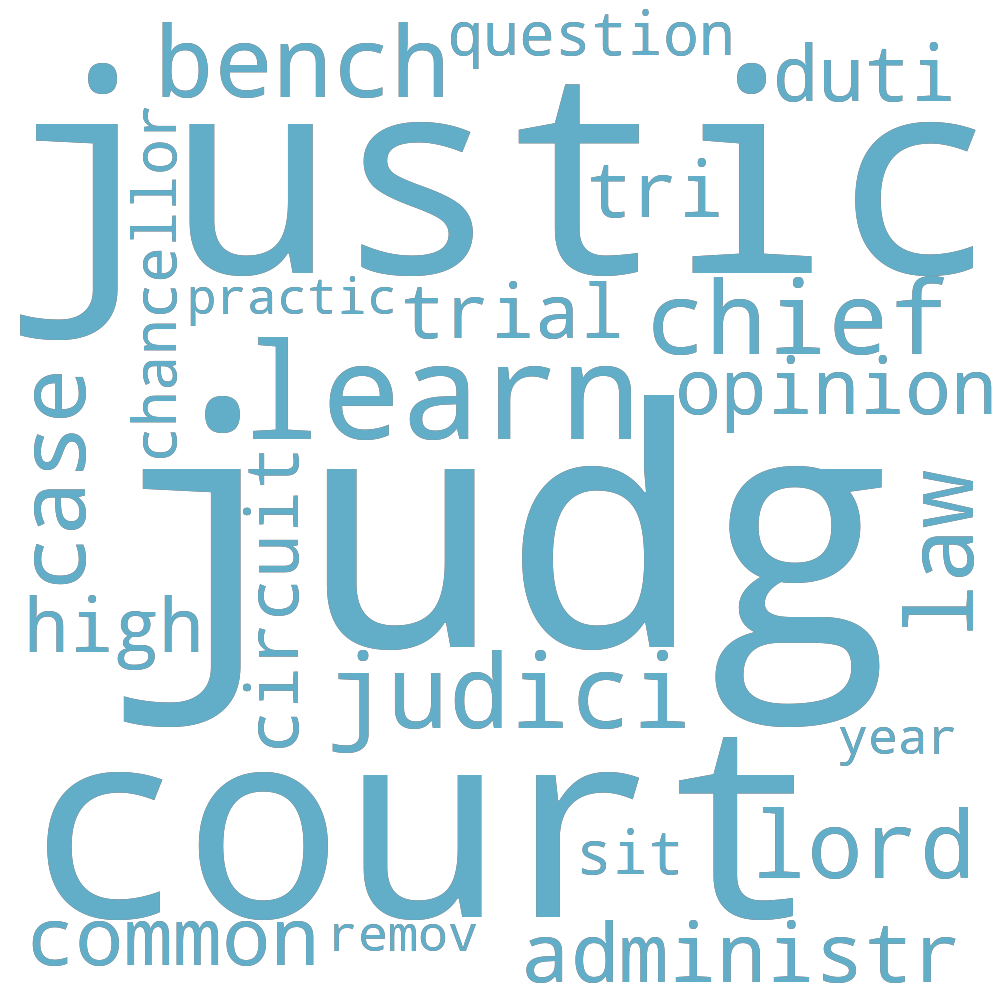 question
bench
duti
justic
chancellor
tri
practic
trial
chief
learn
opinion
case
judg
circuit
law
high
judici
year
court
sit
lord
common
remov
administr